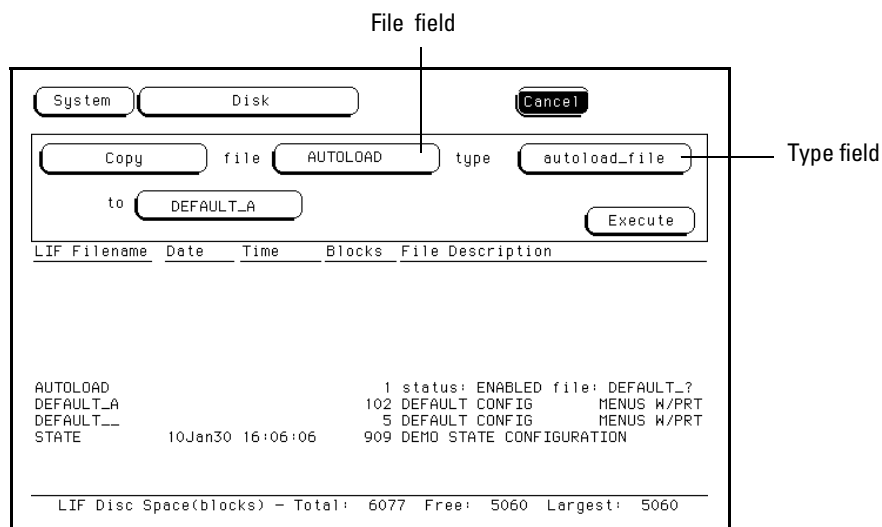 File field
System Disk Cancel
Copy file AUTOLOAD type autoload_file
Type field
to DEFAULT_A
Execute
LIF Filename Date Time Blocks File Description
AUTOLOAD 1 status: ENABLED file: DEFAULT_?
DEFAULT_A 102 DEFAULT CONFIG MENUS W/PRT
DEFAULT__ 5 DEFAULT CONFIG MENUS W/PRT
STATE 10Jan30 16:06:06 909 DEMO STATE CONFIGURATION
LIF Disc Space(blocks) – Total: 6077 Free: 5060 Largest: 5060